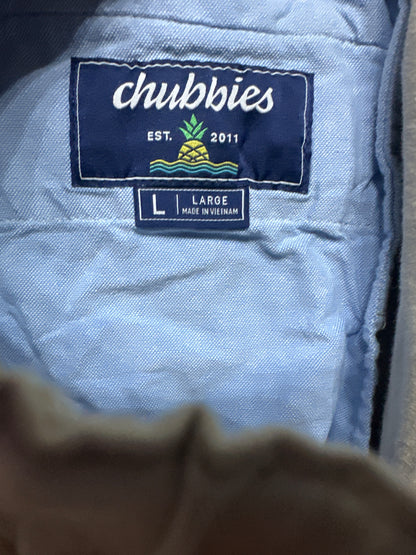 chubbies
EST. 2011
L LARGE
MADE IN VIETNAM